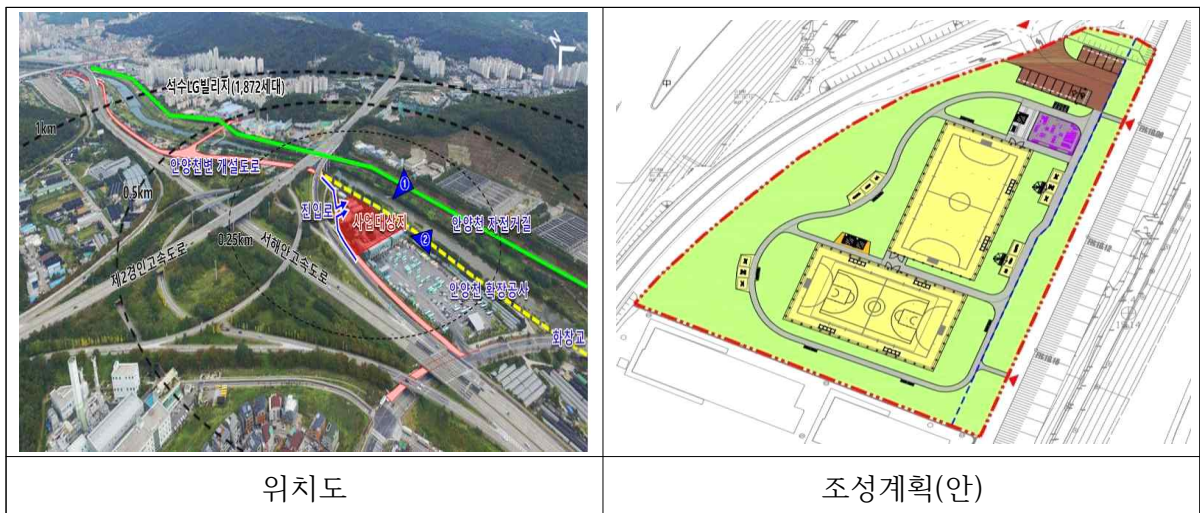 N
석수LG빌리지(1,872세대)
1km
안양천변 개설도로
0.5km
진입로
①
안양천 자전거길
사업대상지
0.25km
서해안고속도로
②
제2경인고속도로
안양천 확장공사
화창교
16.39
위치도
조성계획(안)